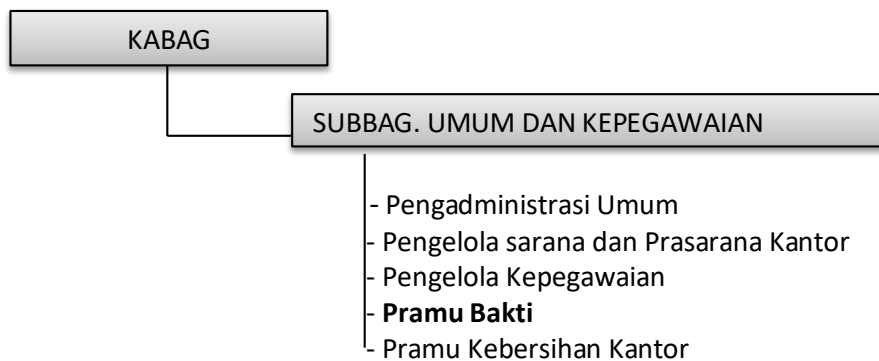 KABAG
SUBBAG. UMUM DAN KEPEGAWAIAN
- Pengadministrasi Umum
- Pengelola sarana dan Prasarana Kantor
- Pengelola Kepegawaian
- Pramu Bakti
- Pramu Kebersihan Kantor